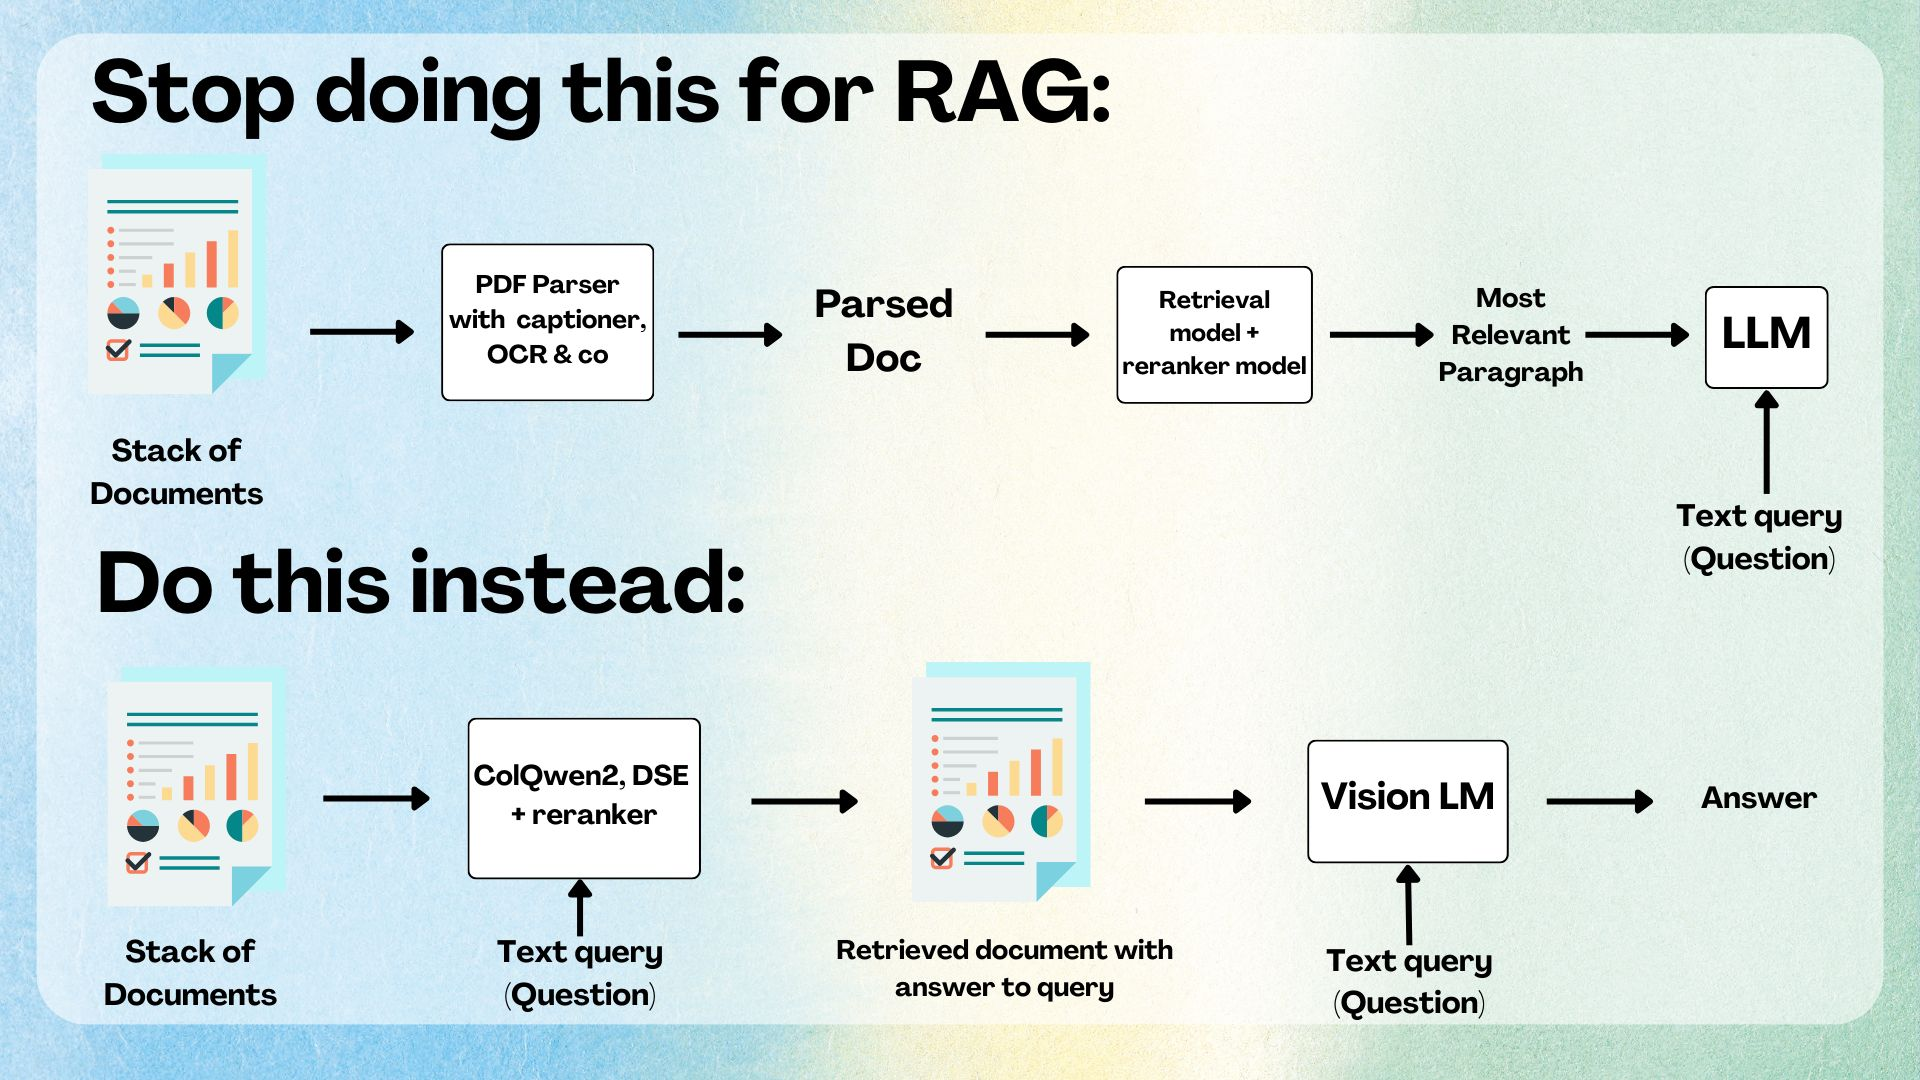 Stop doing this for RAG:
PDF Parser
with captioner,
OCR & co
Parsed
Doc
Retrieval
model +
reranker model
Most
Relevant
Paragraph
LLM
Stack of
Documents
Text query
(Question)
Do this instead:
ColQwen2, DSE
+ reranker
Vision LM
Answer
Stack of
Documents
Text query
(Question)
Retrieved document with
answer to query
Text query
(Question)